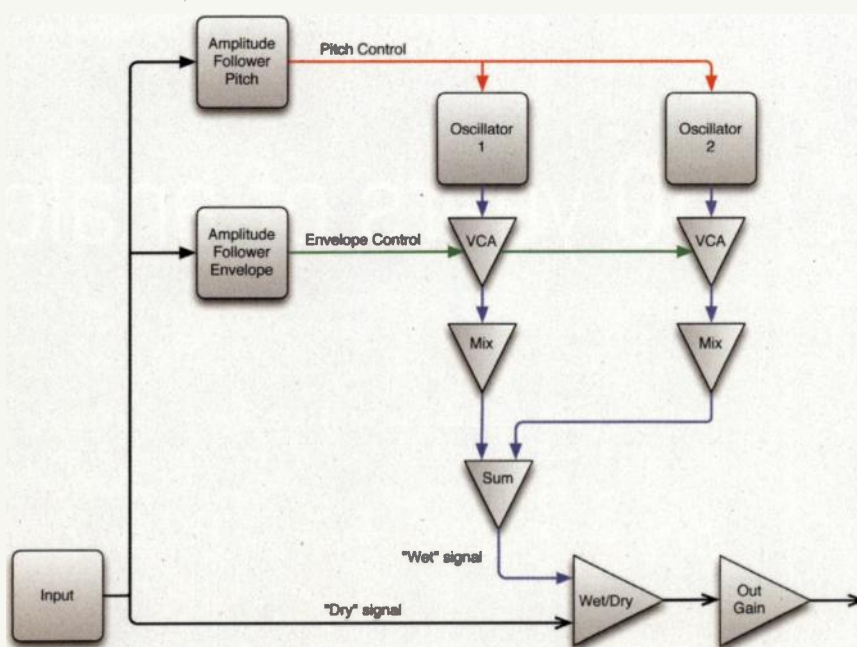 Amplitude
Follower
Pitch
Pitch Control
Oscillator
1
Oscillator
2
Amplitude
Follower
Envelope
Envelope Control
VCA
VCA
Mix
Mix
Sum
"Wet" signal
Input
"Dry" signal
Wet/Dry
Out
Gain